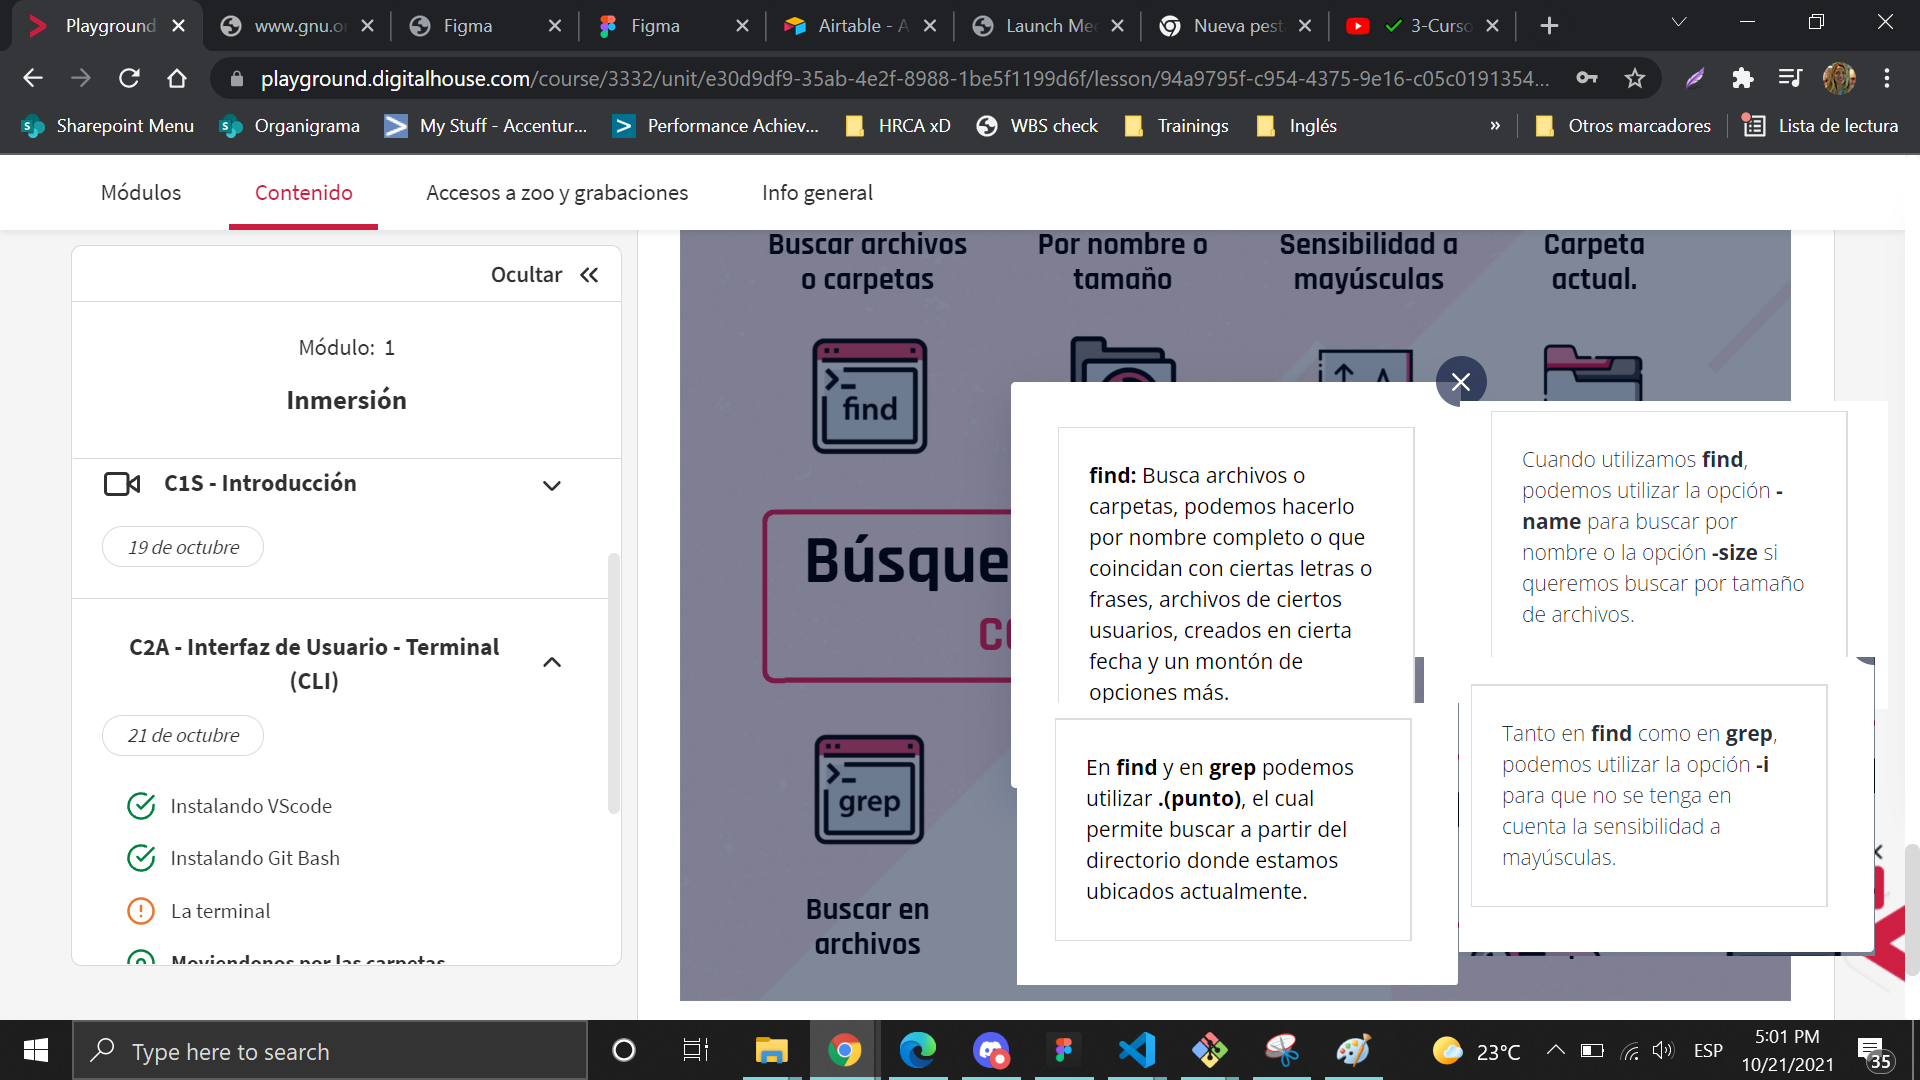 Playground
www.gnu.o
Figma
Figma
Airtable - A
Launch Me
Nueva pest
3-Curso
playground.digitalhouse.com/course/3332/unit/e30d9df9-35ab-4e2f-8988-1be5f1199d6f/lesson/94a9795f-c954-4375-9e16-c05c0191354...
Sharepoint Menu
Organigrama
My Stuff - Accentur...
Performance Achiev...
HRCA xD
WBS check
Trainings
Inglés
»
Otros marcadores
Lista de lectura
Módulos
Contenido
Accesos a zoo y grabaciones
Info general
Ocultar
Módulo: 1
Inmersión
C1S - Introducción
19 de octubre
C2A - Interfaz de Usuario - Terminal
(CLI)
21 de octubre
Instalando VScode
Instalando Git Bash
La terminal
Moviendonos por las carpetas
Buscar archivos
o carpetas
Por nombre o
tamaño
Sensibilidad a
mayúsculas
Carpeta
actual.
find
A
Búsque
grep
Buscar en
archivos
find: Busca archivos o
carpetas, podemos hacerlo
por nombre completo o que
coincidan con ciertas letras o
frases, archivos de ciertos
usuarios, creados en cierta
fecha y un montón de
opciones más.
Cuando utilizamos find,
podemos utilizar la opción -
name para buscar por
nombre o la opción -size si
queremos buscar por tamaño
de archivos.
En find y en grep podemos
utilizar .(punto), el cual
permite buscar a partir del
directorio donde estamos
ubicados actualmente.
Tanto en find como en grep,
podemos utilizar la opción -i
para que no se tenga en
cuenta la sensibilidad a
mayúsculas.
Type here to search
23°C
ESP
5:01 PM
10/21/2021
35